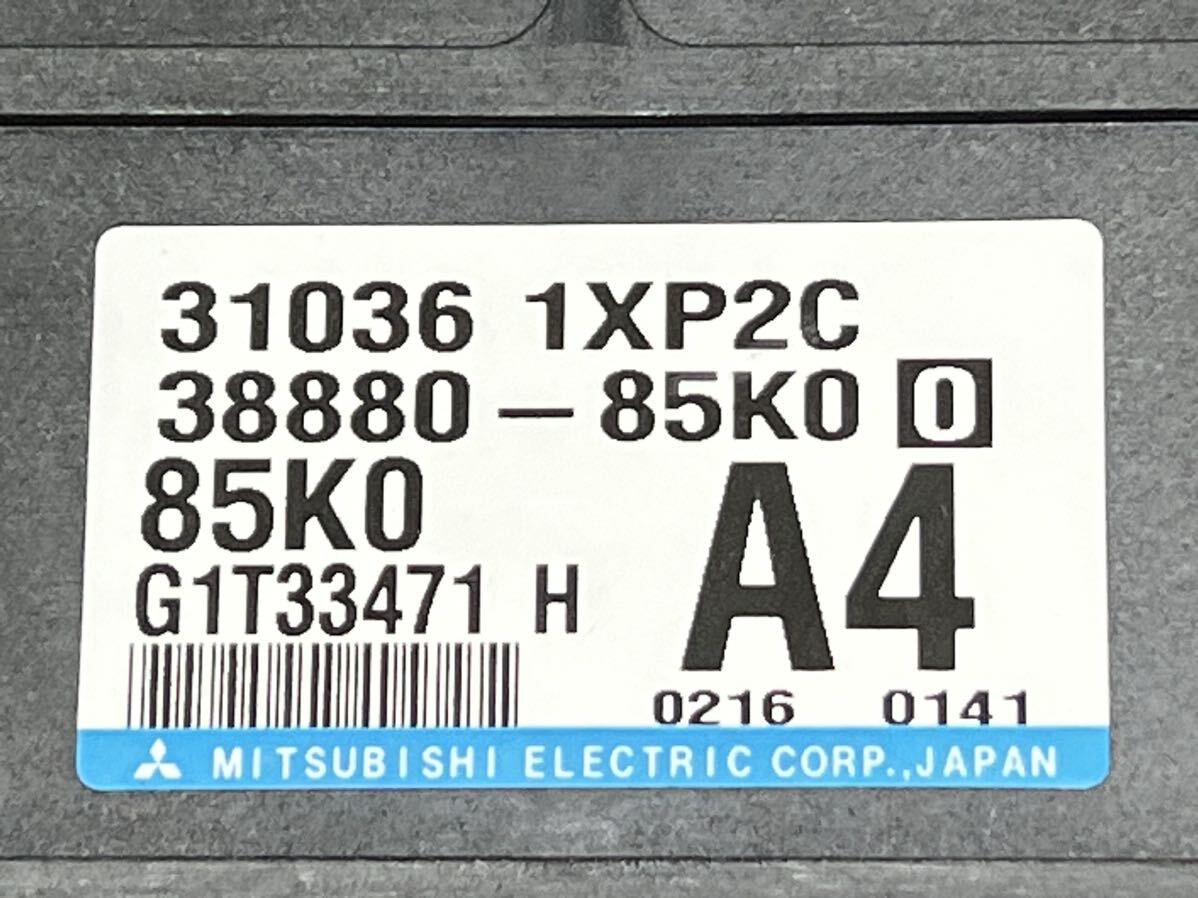 31036 1XP2C
38880-85K0 0
85K0 A4
G1T33471 H
0216 0141
MITSUBISHI ELECTRIC CORP.,JAPAN